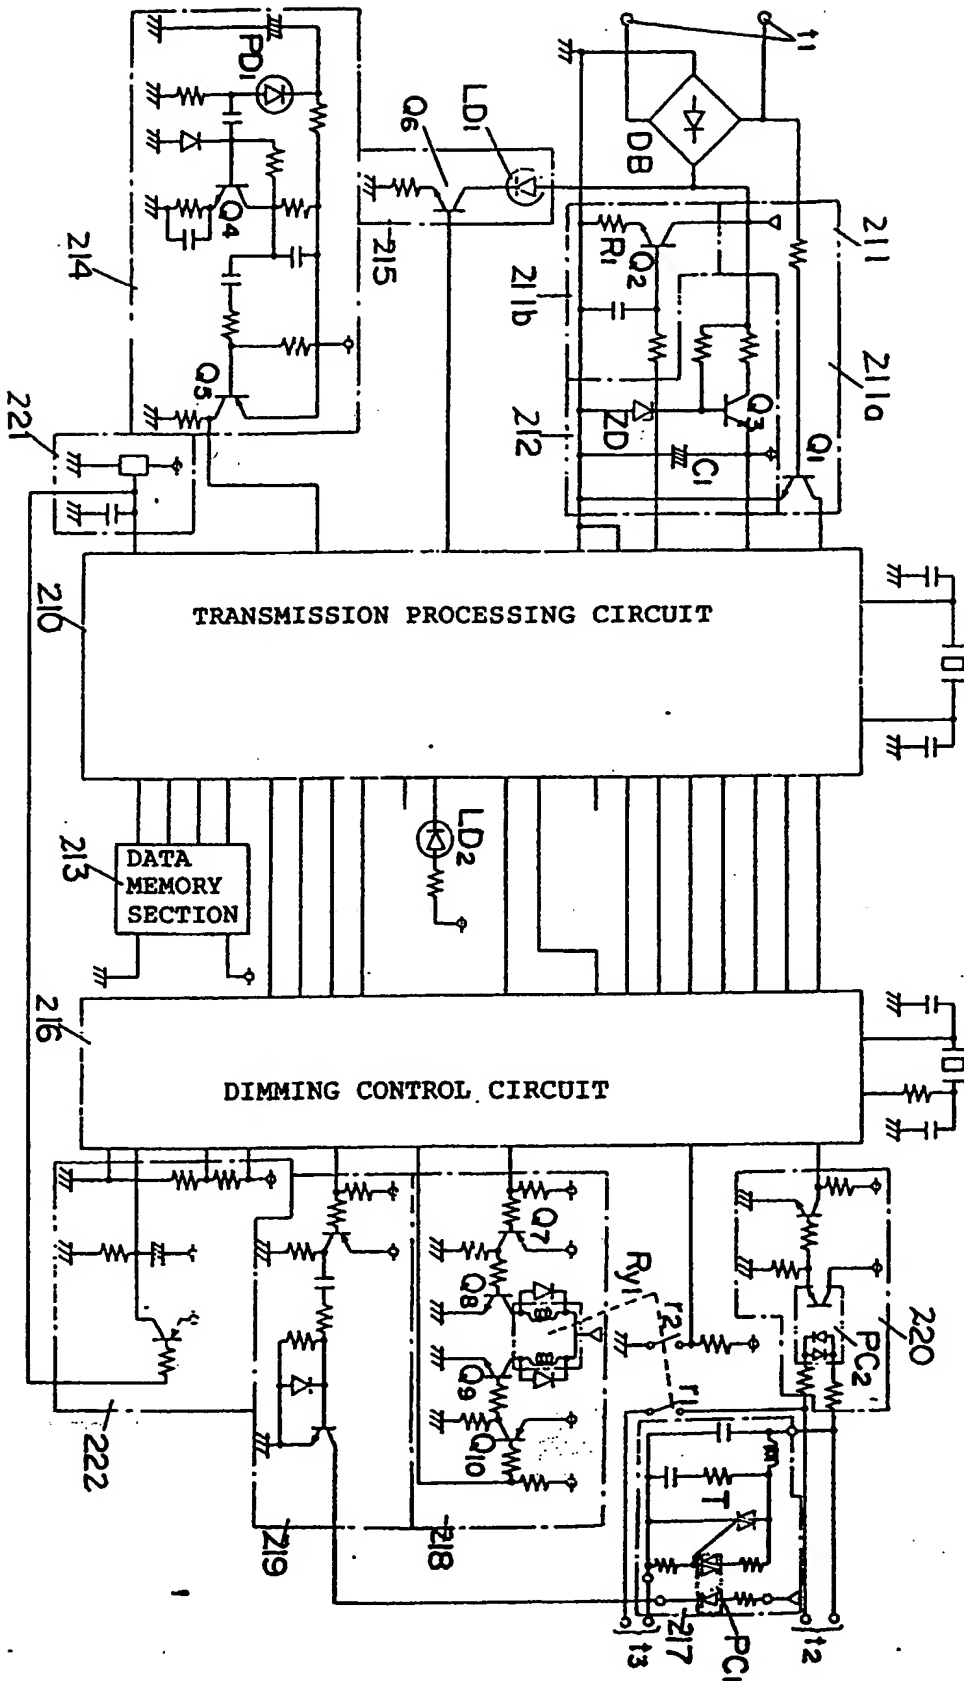 t1
DB
211
211a
Q1
LD1
Q6
Q2
R1
211b
Q3
ZD
C1
212
215
PD1
Q4
214
Q5
221
210
TRANSMISSION PROCESSING CIRCUIT
LD2
213
DATA
MEMORY
SECTION
216
DIMMING CONTROL CIRCUIT
220
PC2
Q7
Ry1
r2
r1
Q8
Q9
Q10
T
222
219
218
217
PC1
t3
t2